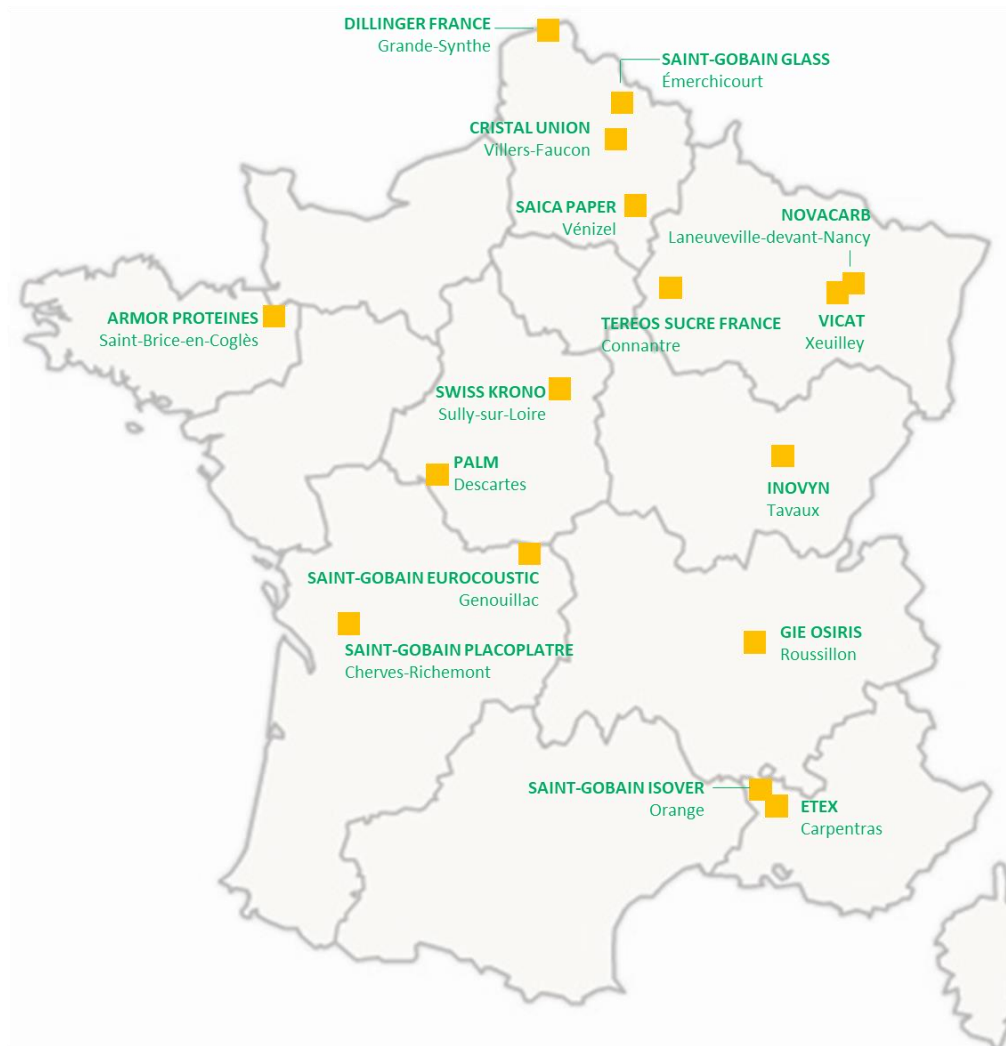 DILLINGER FRANCE
Grande-Synthe
SAINT-GOBAIN GLASS
Émerchicourt
CRISTAL UNION
Villers-Faucon
SAICA PAPER
Vénizel
NOVACARB
Laneuveville-devant-Nancy
ARMOR PROTEINES
Saint-Brice-en-Coglès
TEREOS SUCRE FRANCE
Connantre
VICAT
Xeuilley
SWISS KRONO
Sully-sur-Loire
PALM
Descartes
INOVYN
Tavaux
SAINT-GOBAIN EUROCOUSTIC
Genouillac
SAINT-GOBAIN PLACOPLATRE
Cherves-Richemont
GIE OSIRIS
Roussillon
SAINT-GOBAIN ISOVER
Orange
ETEX
Carpentras